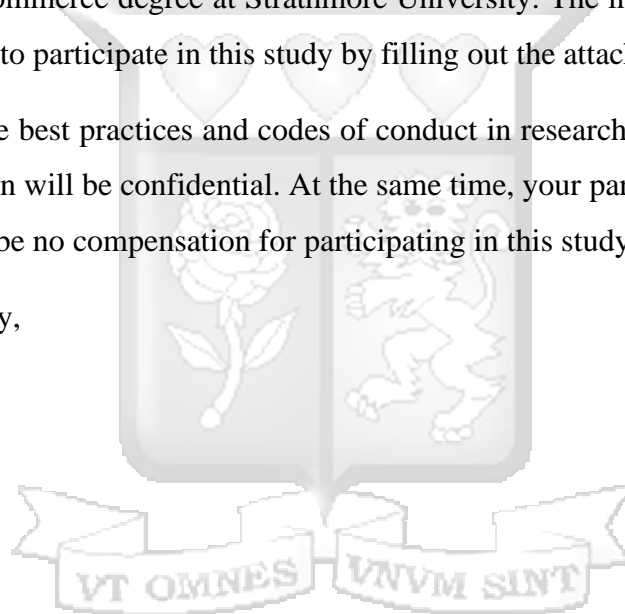 ommerce degree at Strathmore University. The
to participate in this study by filling out the attac
e best practices and codes of conduct in research
n will be confidential. At the same time, your par
be no compensation for participating in this study
y,
VT OMNES VNVM SINT